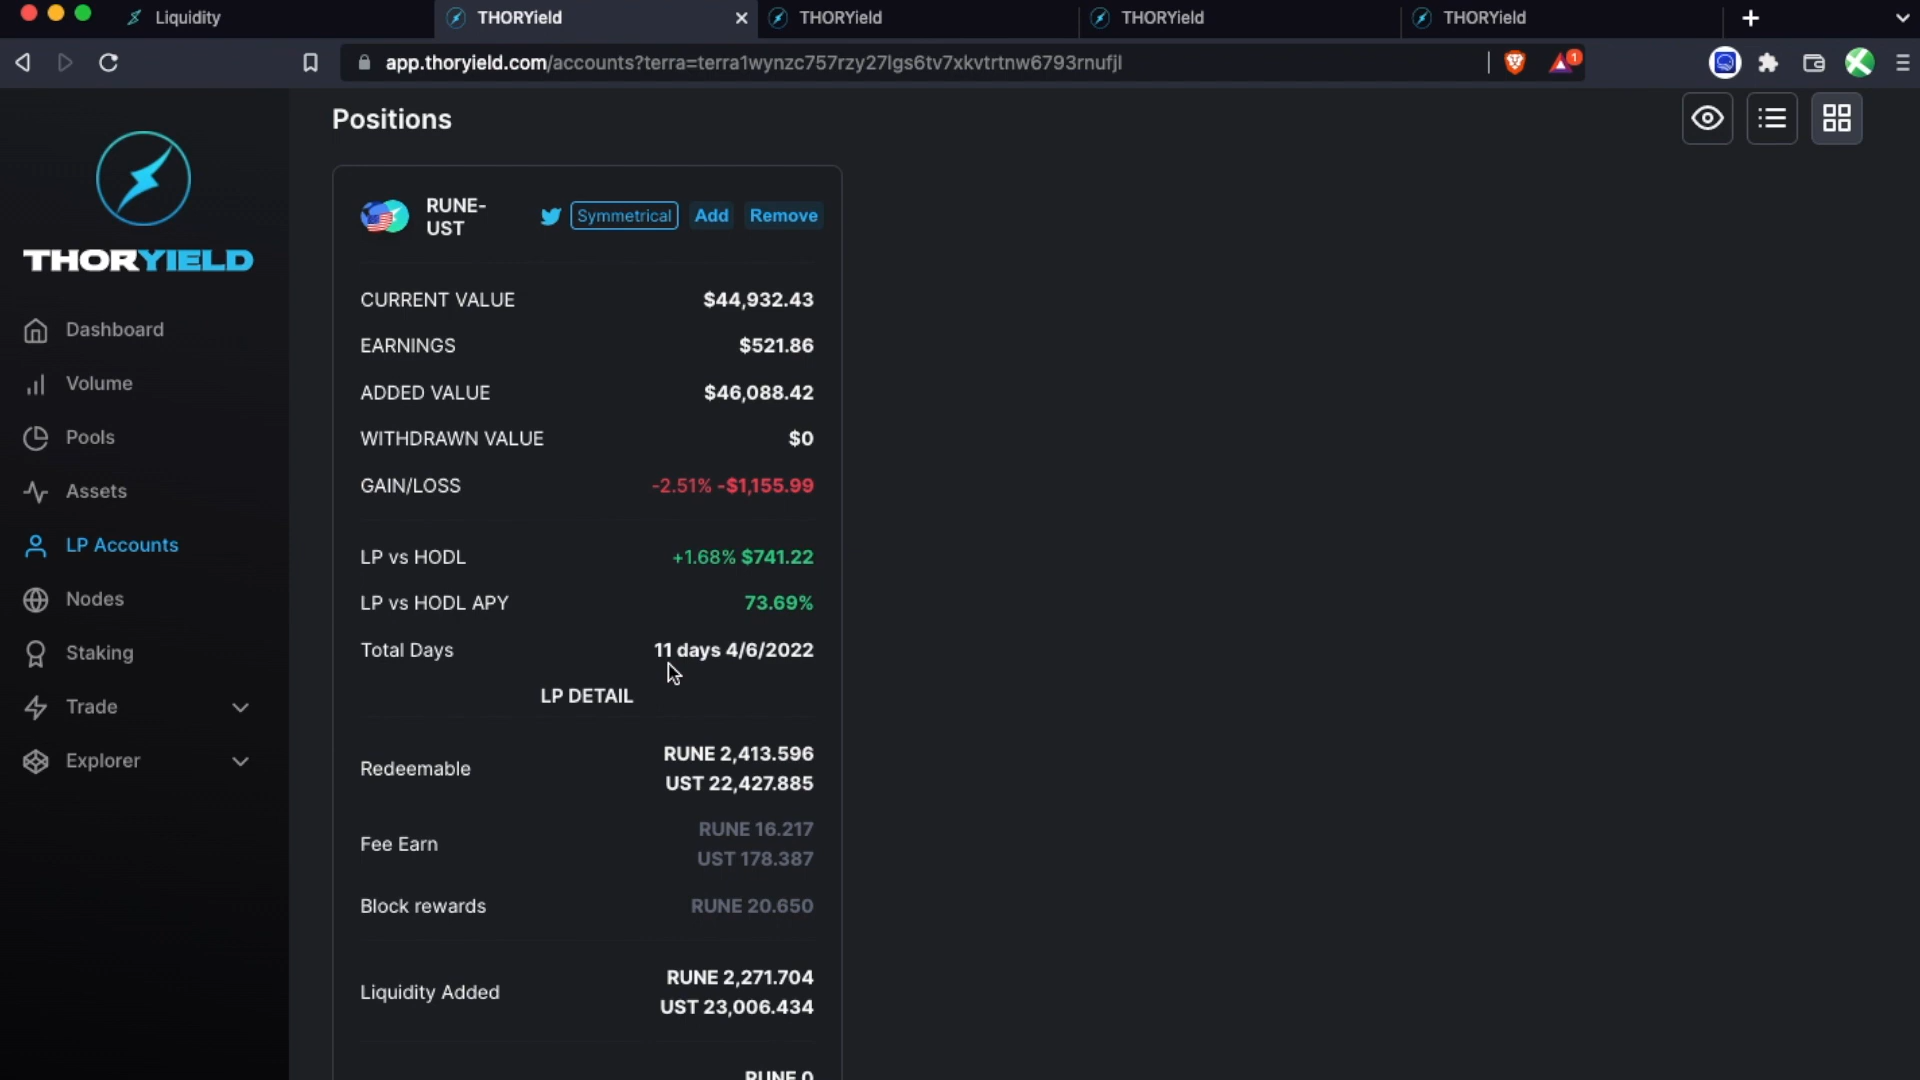 Liquidity
THORYield
THORYield
THORYield
THORYield
app.thoryield.com/accounts?terra=terra1wynzc757rzy27lgs6tv7xkvtrtnw6793rnufjl
1
THORYIELD
Dashboard
Volume
Pools
Assets
LP Accounts
Nodes
Staking
Trade
Explorer
Positions
RUNE-
UST
Symmetrical Add Remove
CURRENT VALUE $44,932.43
EARNINGS $521.86
ADDED VALUE $46,088.42
WITHDRAWN VALUE $0
GAIN/LOSS -2.51% -$1,155.99
LP vs HODL +1.68% $741.22
LP vs HODL APY 73.69%
Total Days 11 days 4/6/2022
LP DETAIL
Redeemable RUNE 2,413.596
UST 22,427.885
Fee Earn RUNE 16.217
UST 178.387
Block rewards RUNE 20.650
Liquidity Added RUNE 2,271.704
UST 23,006.434
RUNE 0